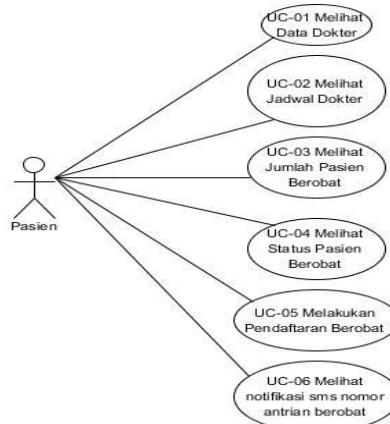 UC-01 Melihat
Data Dokter
UC-02 Melihat
Jadwal Dokter
UC-03 Melihat
Jumlah Pasien
Berobat
Pasien
UC-04 Melihat
Status Pasien
Berobat
UC-05 Melakukan
Pendaftaran Berobat
UC-06 Melihat
notifikasi sms nomor
antrian berobat